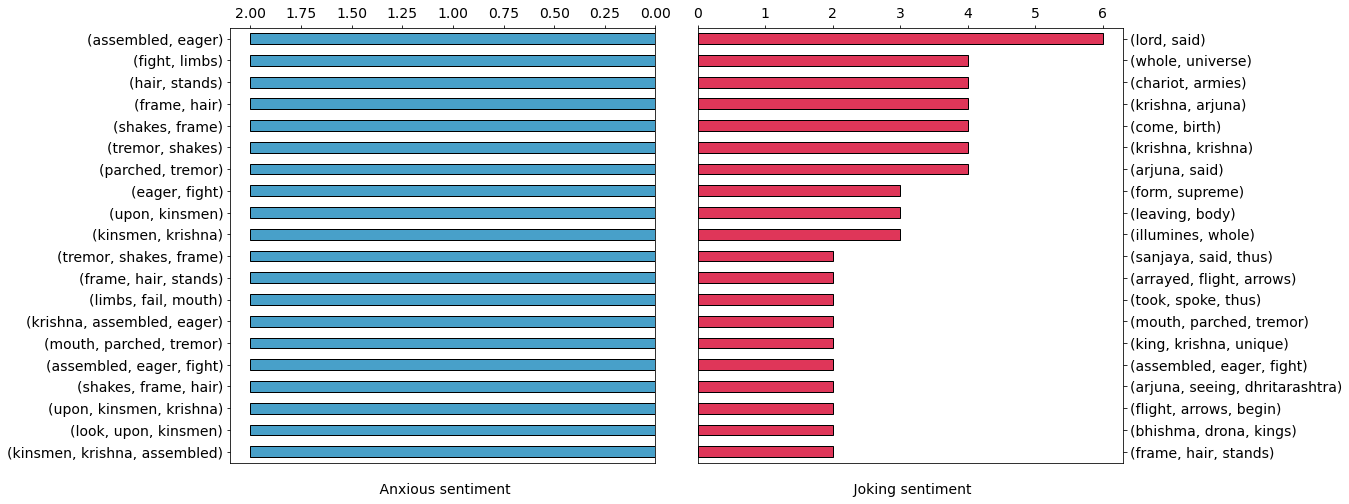 2.00 1.75 1.50 1.25 1.00 0.75 0.50 0.25 0.00
(assembled, eager)
(fight, limbs)
(hair, stands)
(frame, hair)
(shakes, frame)
(tremor, shakes)
(parched, tremor)
(eager, fight)
(upon, kinsmen)
(kinsmen, krishna)
(tremor, shakes, frame)
(frame, hair, stands)
(limbs, fail, mouth)
(krishna, assembled, eager)
(mouth, parched, tremor)
(assembled, eager, fight)
(shakes, frame, hair)
(upon, kinsmen, krishna)
(look, upon, kinsmen)
(kinsmen, krishna, assembled)
Anxious sentiment
0 1 2 3 4 5 6
(lord, said)
(whole, universe)
(chariot, armies)
(krishna, arjuna)
(come, birth)
(krishna, krishna)
(arjuna, said)
(form, supreme)
(leaving, body)
(illumines, whole)
(sanjaya, said, thus)
(arrayed, flight, arrows)
(took, spoke, thus)
(mouth, parched, tremor)
(king, krishna, unique)
(assembled, eager, fight)
(arjuna, seeing, dhritarashtra)
(flight, arrows, begin)
(bhishma, drona, kings)
(frame, hair, stands)
Joking sentiment